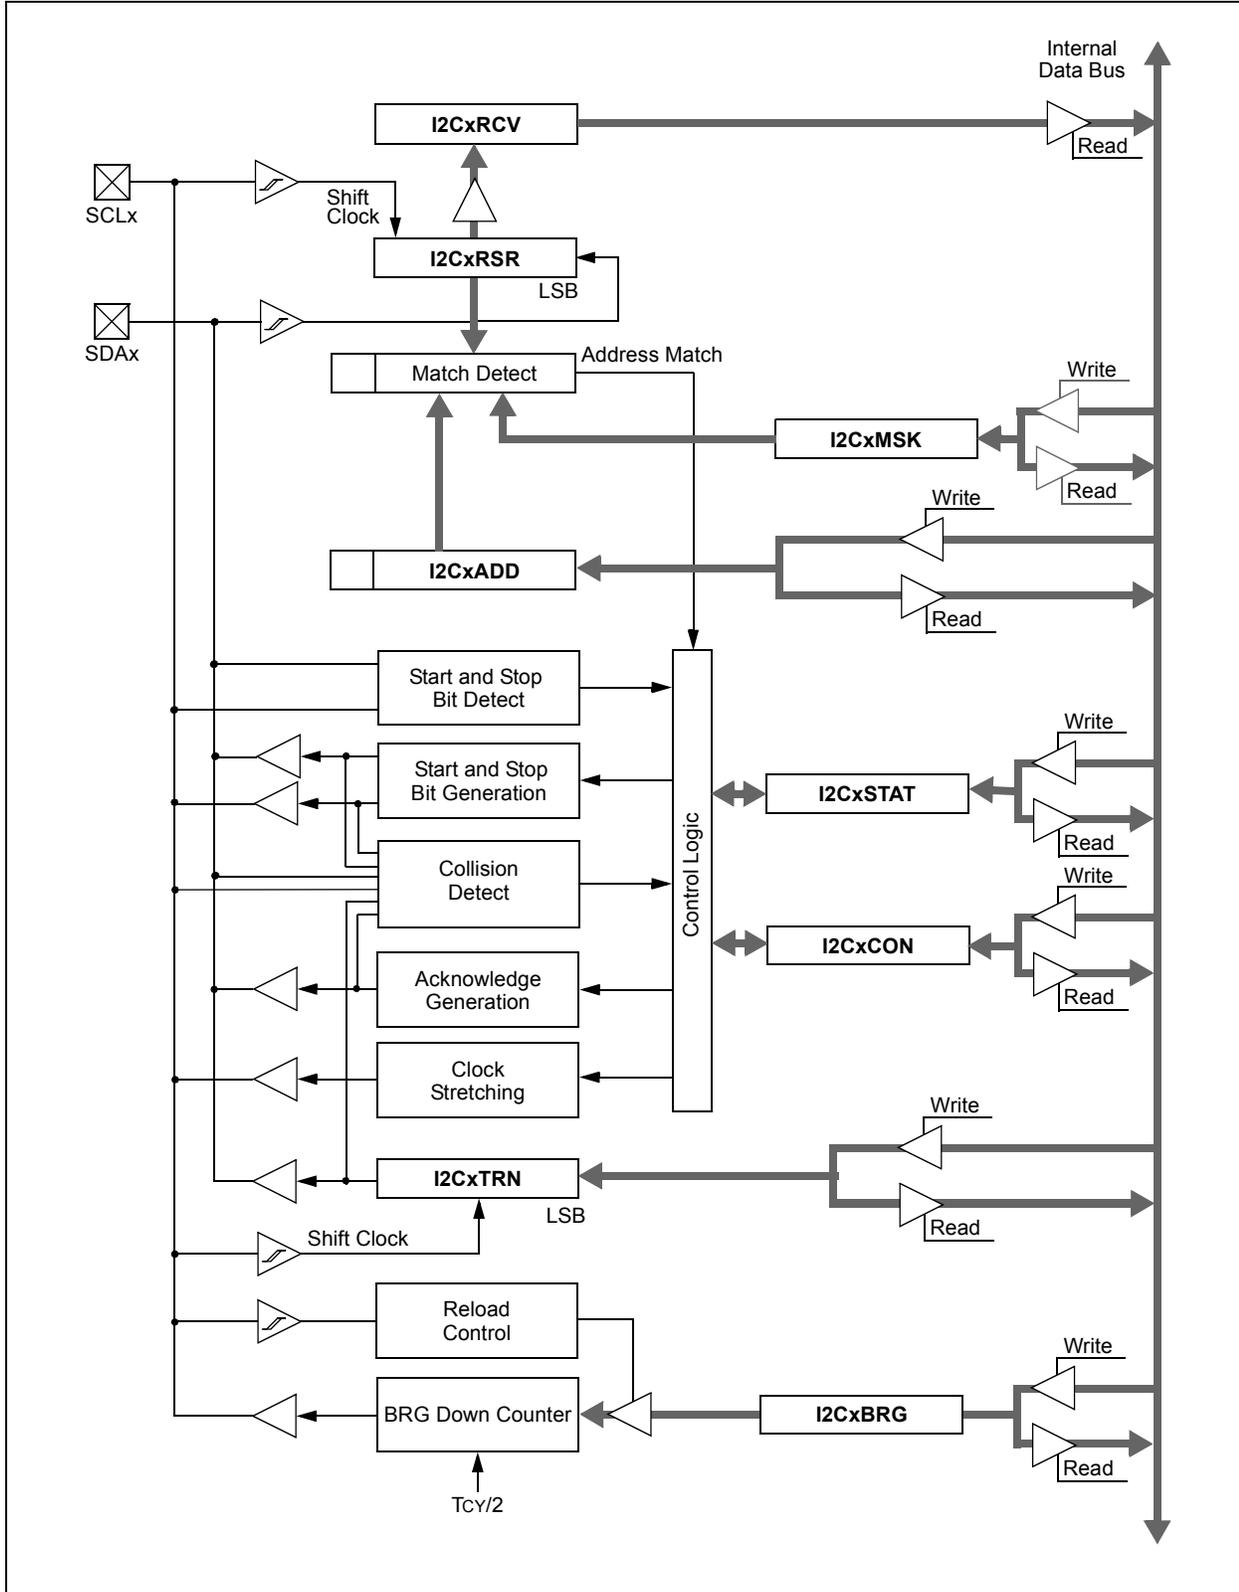 Internal
Data Bus
I2CxRCV
Read
SCLx
Shift
Clock
I2CxRSR
LSB
SDAx
Address Match
Match Detect
Write
I2CxMSK
Read
Write
I2CxADD
Read
Start and Stop
Bit Detect
Write
Start and Stop
Bit Generation
I2CxSTAT
Read
Control Logic
Collision
Detect
Write
I2CxCON
Read
Acknowledge
Generation
Clock
Stretching
Write
I2CxTRN
LSB
Read
Shift Clock
Reload
Control
Write
BRG Down Counter
I2CxBRG
Read
TCY/2